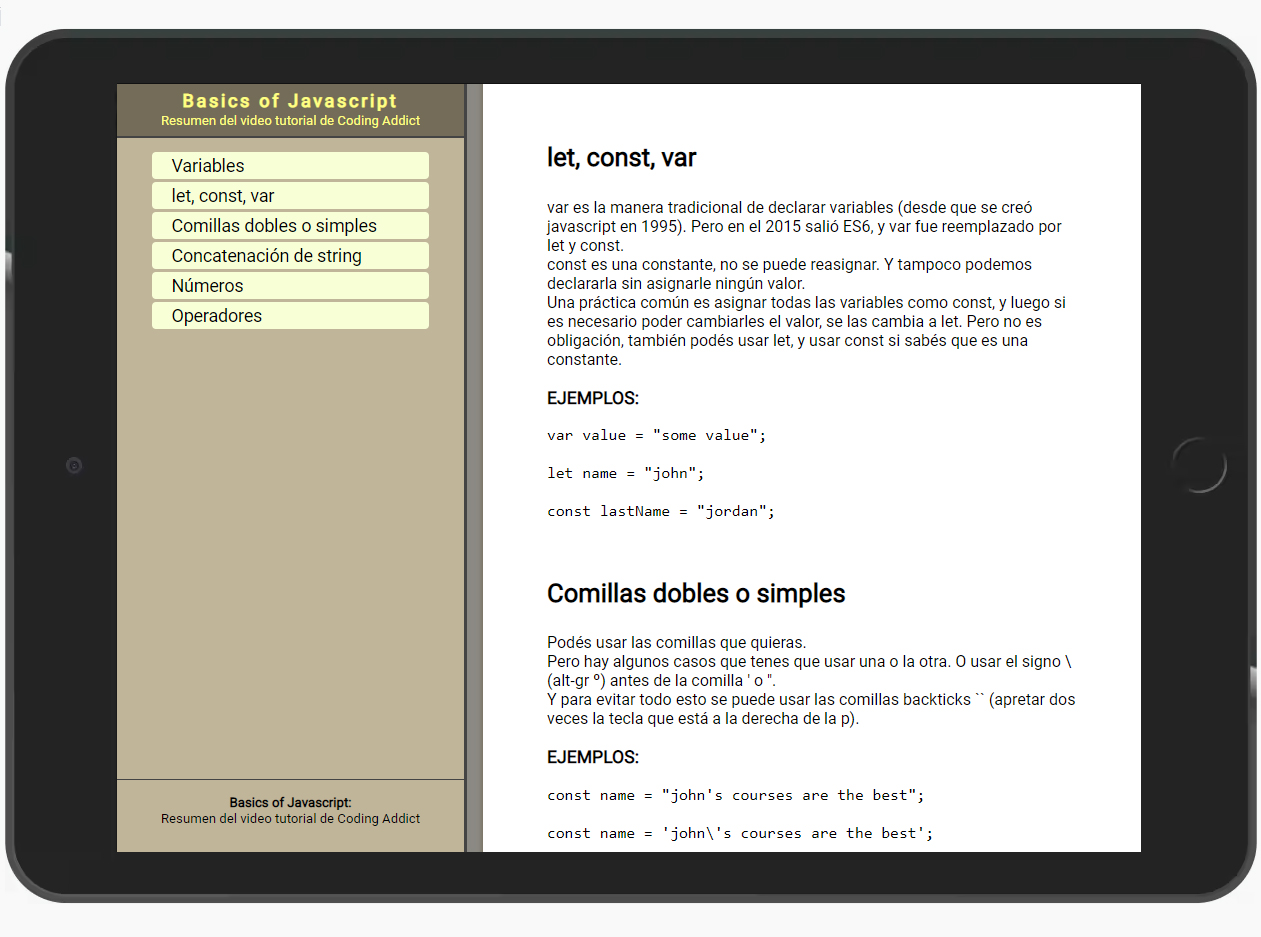 Basics of Javascript
Resumen del video tutorial de Coding Addict
Variables
let, const, var
Comillas dobles o simples
Concatenación de string
Números
Operadores
Basics of Javascript:
Resumen del video tutorial de Coding Addict
let, const, var
var es la manera tradicional de declarar variables (desde que se creó
javascript en 1995). Pero en el 2015 salió ES6, y var fue reemplazado por
let y const.
const es una constante, no se puede reasignar. Y tampoco podemos
declararla sin asignarle ningún valor.
Una práctica común es asignar todas las variables como const, y luego si
es necesario poder cambiarles el valor, se las cambia a let. Pero no es
obligación, también podés usar let, y usar const si sabés que es una
constante.
EJEMPLOS:
var value = "some value";
let name = "john";
const lastName = "jordan";
Comillas dobles o simples
Podés usar las comillas que quieras.
Pero hay algunos casos que tenes que usar una o la otra. O usar el signo \
(alt-gr º) antes de la comilla ' o ".
Y para evitar todo esto se puede usar las comillas backticks `` (apretar dos
veces la tecla que está a la derecha de la p).
EJEMPLOS:
const name = "john's courses are the best";
const name = 'john\'s courses are the best';